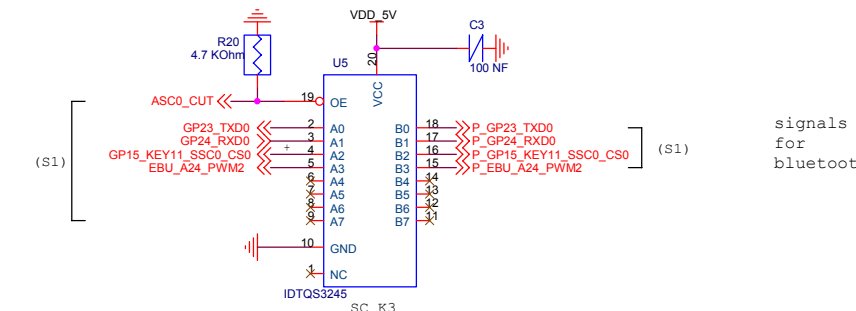 VDD_5V
C3
100 NF
R20
4.7 KOhm
U5
20
VCC
ASC0_CUT
19
OE
GP23_TXD0
2
A0
B0
18
P_GP23_TXD0
GP24_RXD0
3
A1
B1
17
P_GP24_RXD0
GP15_KEY11_SSC0_CS0
4
A2
B2
16
P_GP15_KEY11_SSC0_CS0
EBU_A24_PWM2
5
A3
B3
15
P_EBU_A24_PWM2
6
A4
B4
14
7
A5
B5
13
8
A6
B6
12
9
A7
B7
11
10
GND
1
NC
IDTQS3245
SC_K3
(S1)
(S1)
signals
for
bluetoot